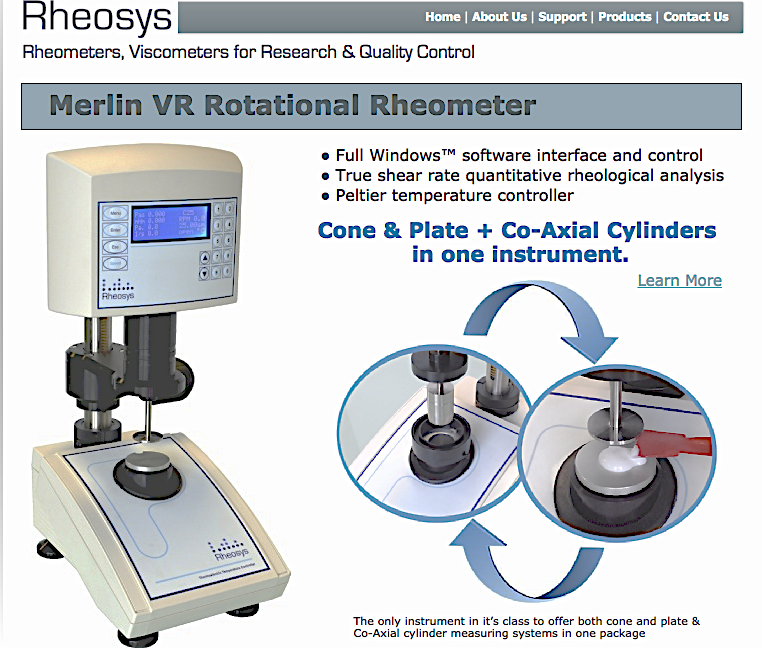 Rheosys
Home | About Us | Support | Products | Contact Us
Rheometers, Viscometers for Research & Quality Control
Merlin VR Rotational Rheometer
• Full Windows™ software interface and control
• True shear rate quantitative rheological analysis
• Peltier temperature controller
Cone & Plate + Co-Axial Cylinders
in one instrument.
Learn More
Menu
Enter
Esc
Rheosys
Rheosys
The only instrument in it's class to offer both cone and plate &
Co-Axial cylinder measuring systems in one package